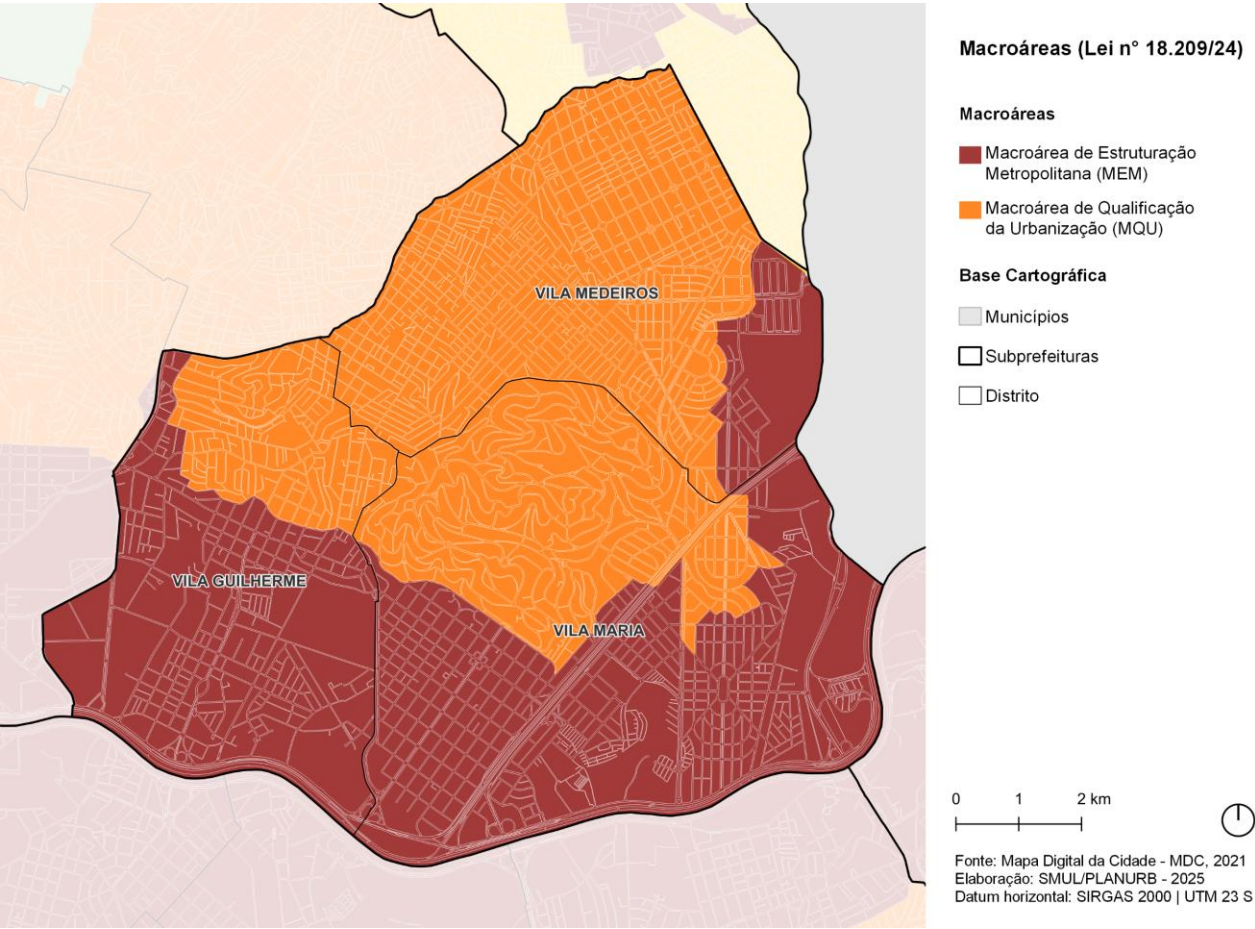 Macroáreas (Lei n° 18.209/24)
Macroáreas
Macroárea de Estruturação
Metropolitana (MEM)
Macroárea de Qualificação
da Urbanização (MQU)
Base Cartográfica
Municípios
Subprefeituras
Distrito
VILA MEDEIROS
VILA GUILHERME
VILA MARIA
0 1 2 km
Fonte: Mapa Digital da Cidade - MDC, 2021
Elaboração: SMUL/PLANURB - 2025
Datum horizontal: SIRGAS 2000 | UTM 23 S